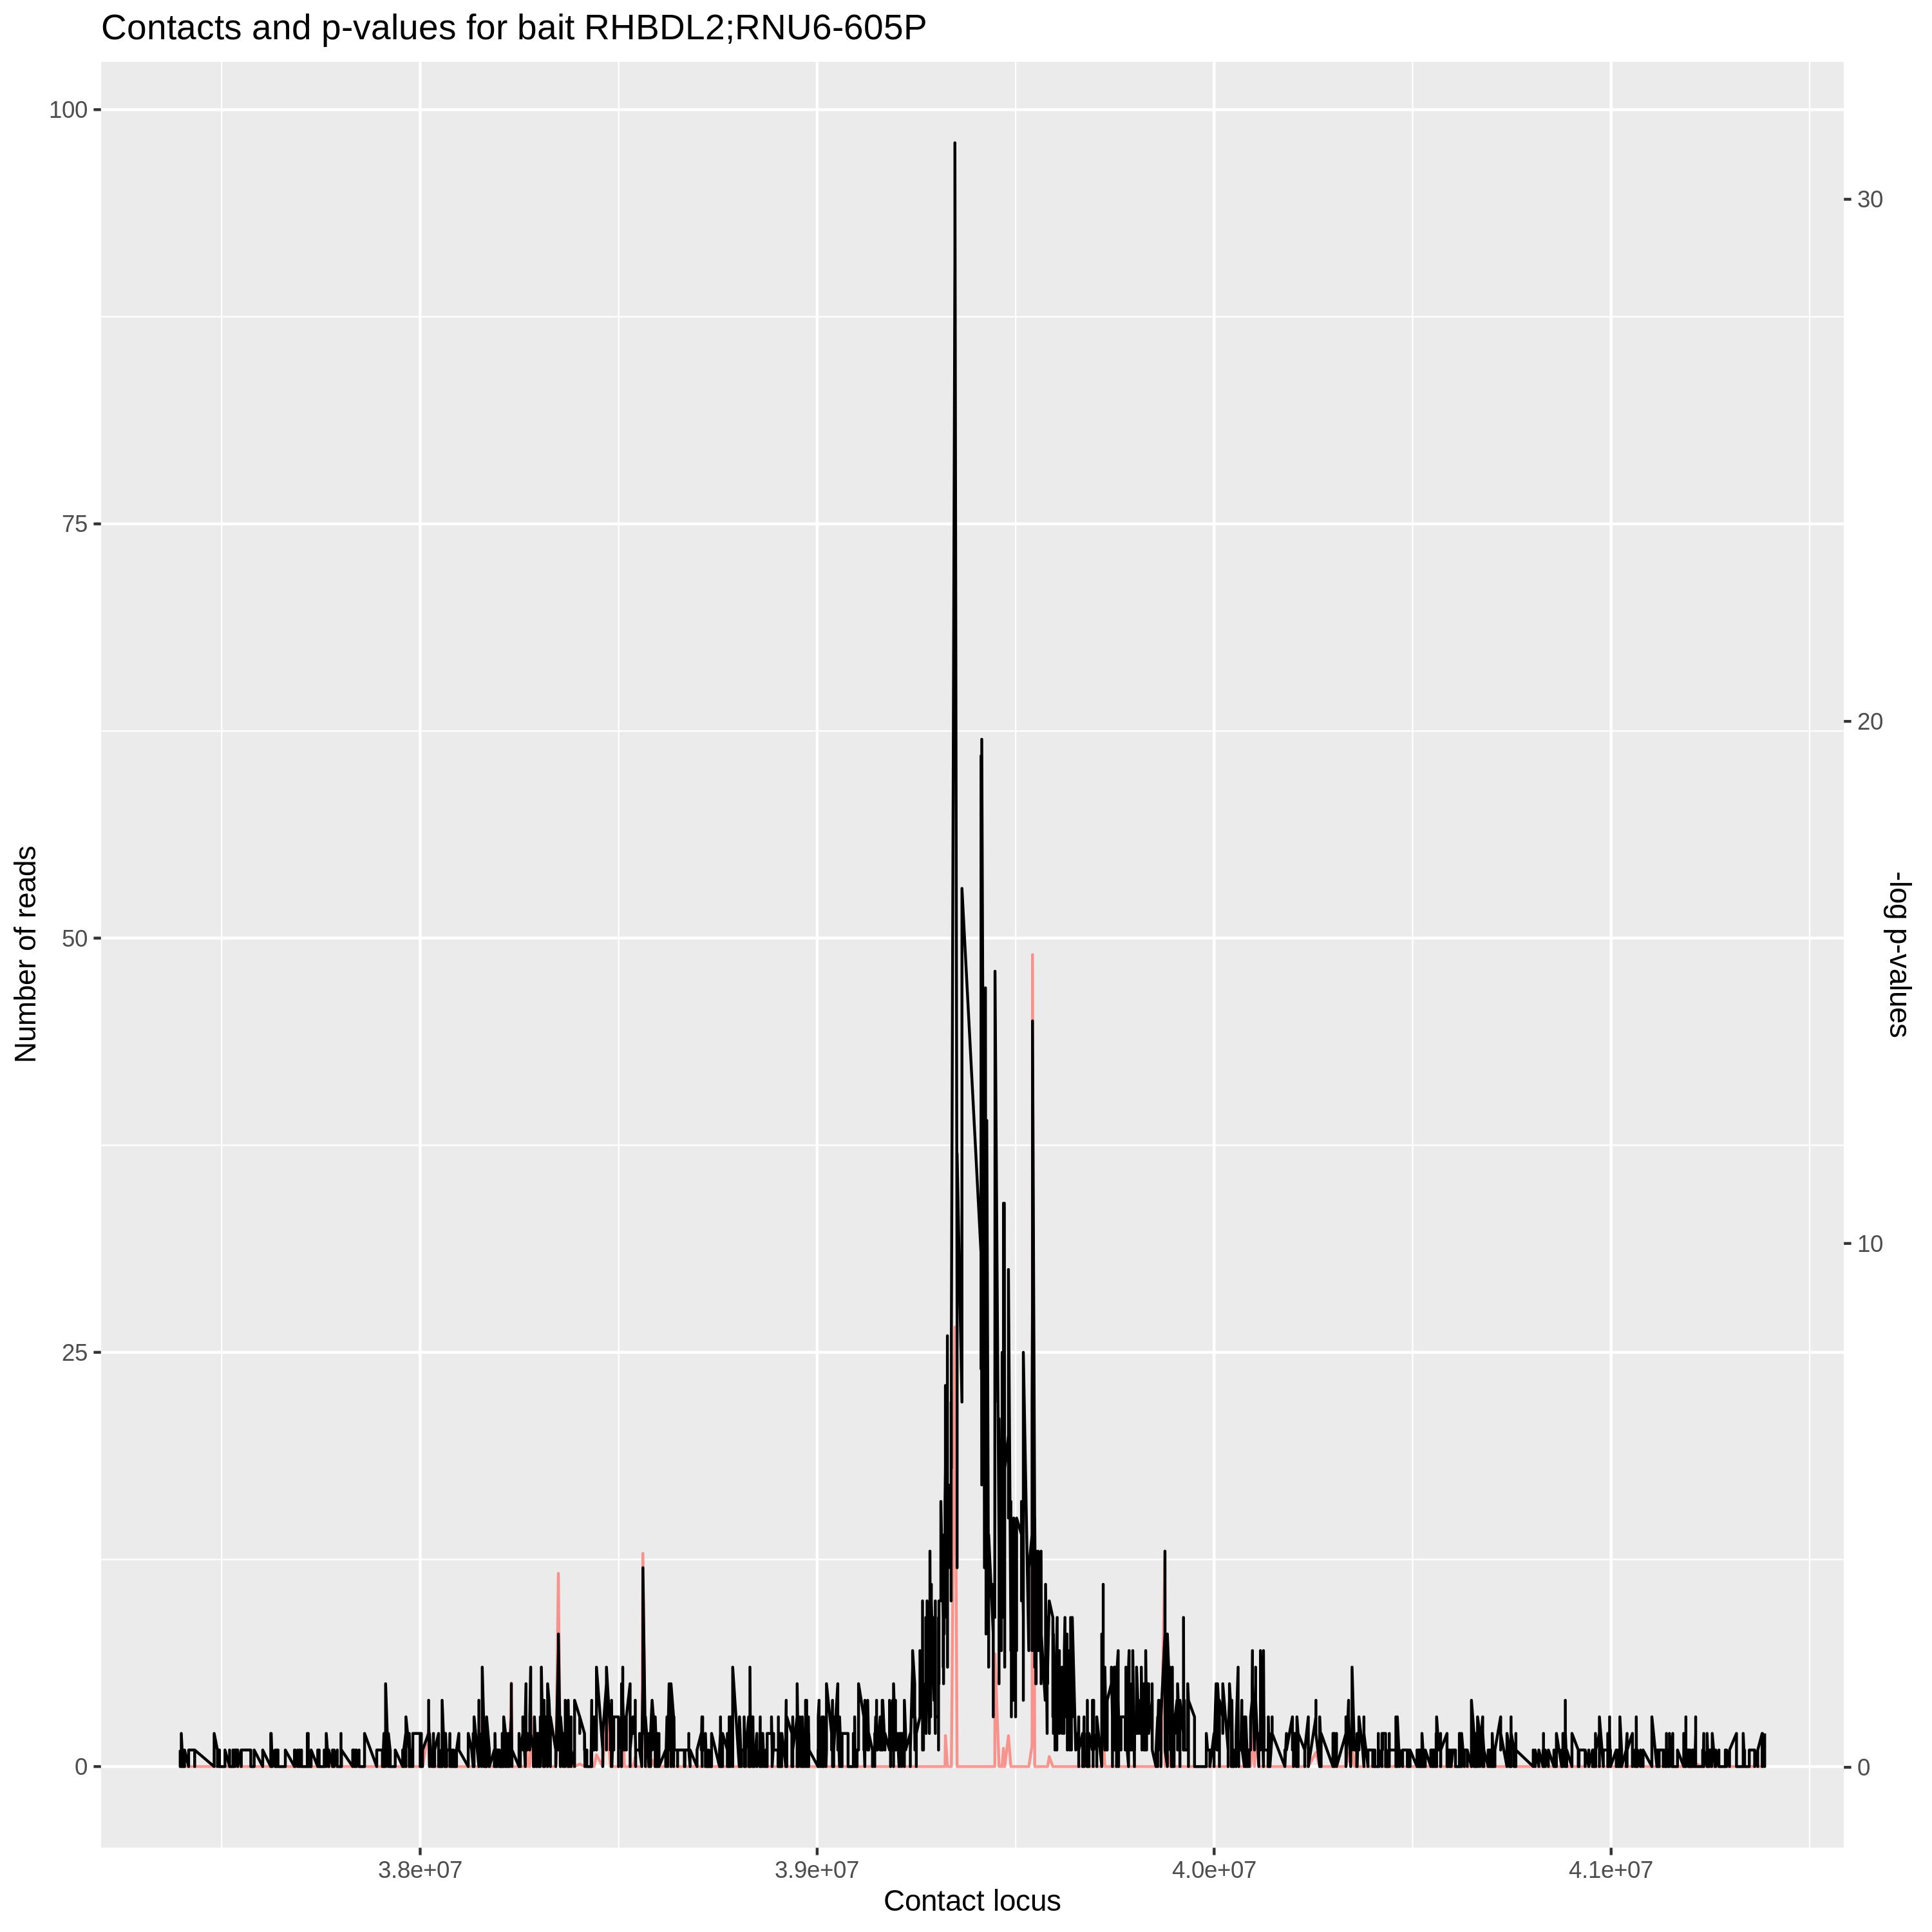 Contacts and p-values for bait RHBDL2;RNU6-605P
100
75
50
25
0
Number of reads
30
20
10
0
-log p-values
3.8e+07
3.9e+07
4.0e+07
4.1e+07
Contact locus